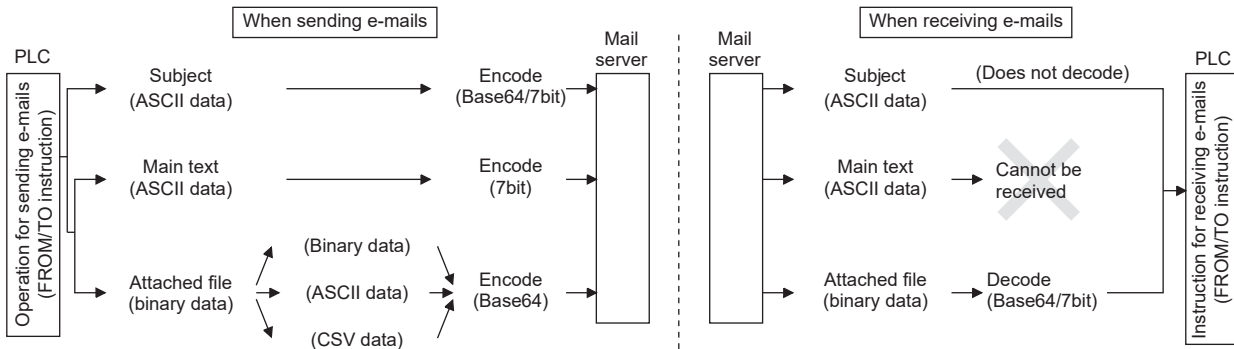 When sending e-mails
PLC
Operation for sending e-mails
(FROM/TO instruction)
Subject
(ASCII data)
Encode
(Base64/7bit)
Mail
server
Main text
(ASCII data)
Encode
(7bit)
Attached file
(binary data)
(Binary data)
(ASCII data)
(CSV data)
Encode
(Base64)
When receiving e-mails
Mail
server
Subject
(ASCII data)
(Does not decode)
PLC
Instruction for receiving e-mails
(FROM/TO instruction)
Main text
(ASCII data)
Cannot be
received
Attached file
(binary data)
Decode
(Base64/7bit)